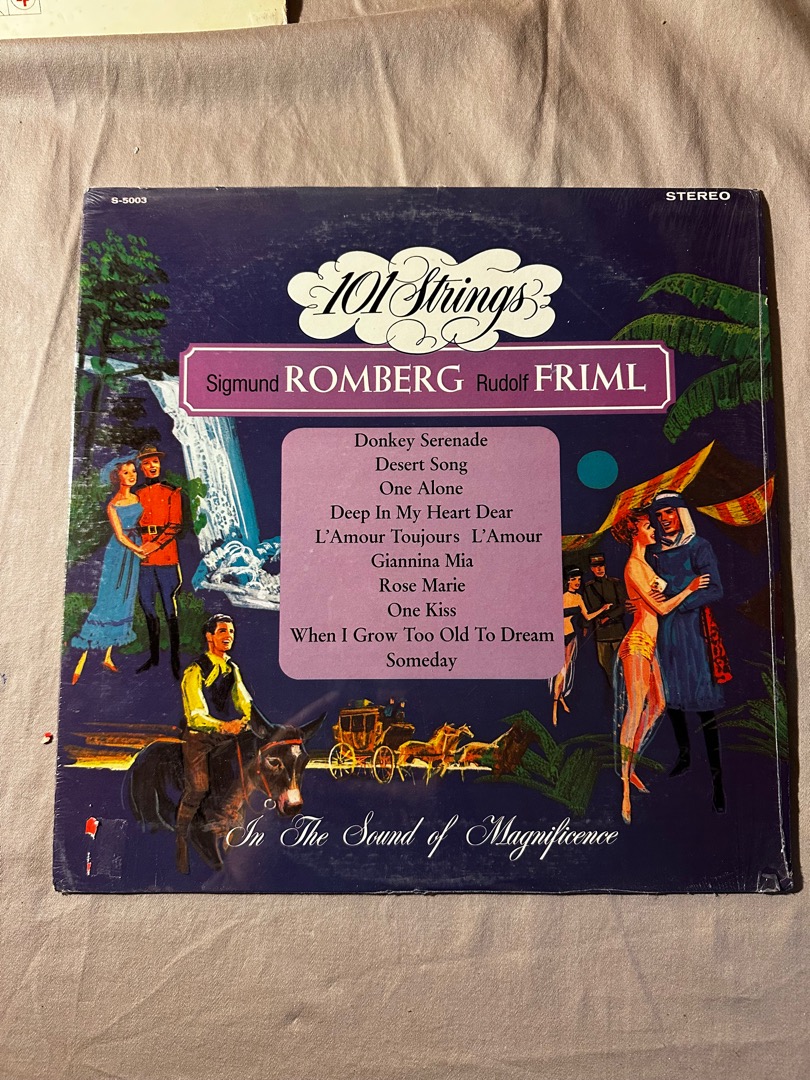 S-5003
STEREO
101 Strings
Sigmund ROMBERG Rudolf FRIML
Donkey Serenade
Desert Song
One Alone
Deep In My Heart Dear
L'Amour Toujours L'Amour
Giannina Mia
Rose Marie
One Kiss
When I Grow Too Old To Dream
Someday
In The Sound of Magnificence